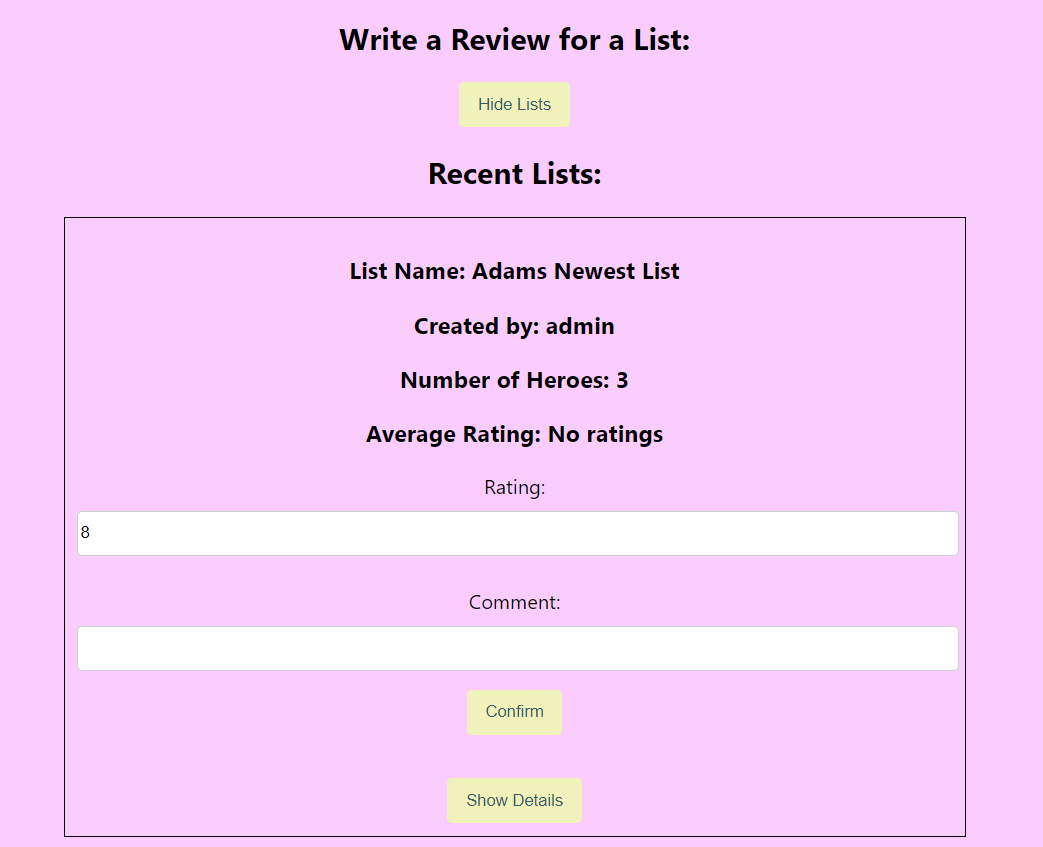 Write a Review for a List:
Hide Lists
Recent Lists:
List Name: Adams Newest List
Created by: admin
Number of Heroes: 3
Average Rating: No ratings
Rating:
8
Comment:
Confirm
Show Details